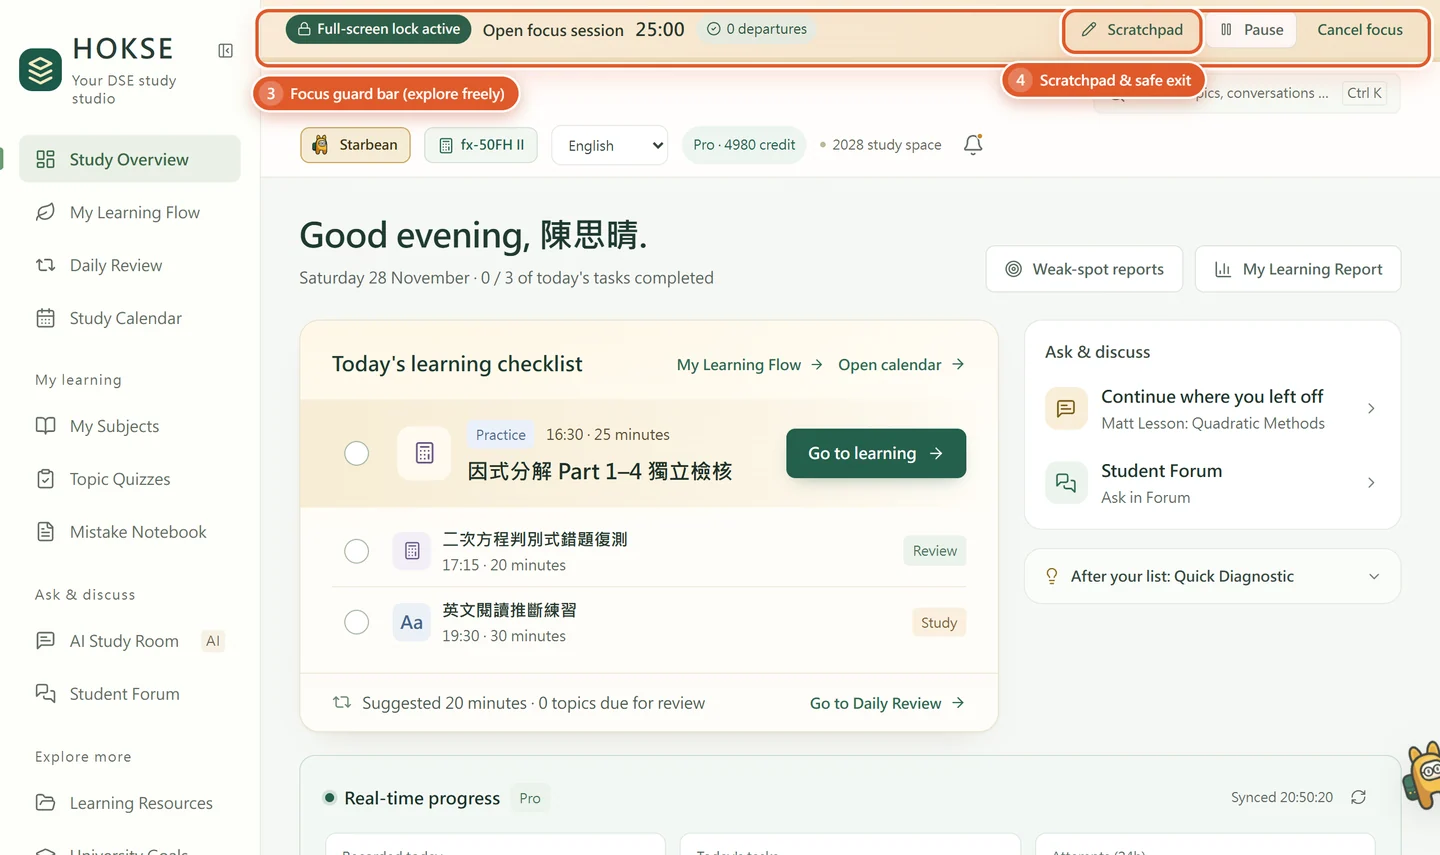 HOKSE
Your DSE study
studio
Study Overview
My Learning Flow
Daily Review
Study Calendar
My learning
My Subjects
Topic Quizzes
Mistake Notebook
Ask & discuss
AI Study Room AI
Student Forum
Explore more
Learning Resources
University Goals
Full-screen lock active Open focus session 25:00 0 departures Scratchpad Pause Cancel focus
3 Focus guard bar (explore freely)
4 Scratchpad & safe exit
pics, conversations ... Ctrl K
Starbean fx-50FH II English Pro · 4980 credit 2028 study space
Good evening, 陳思晴.
Saturday 28 November · 0 / 3 of today's tasks completed
Weak-spot reports My Learning Report
Today's learning checklist My Learning Flow → Open calendar →
Practice 16:30 · 25 minutes
因式分解 Part 1–4 獨立檢核
Go to learning →
二次方程判別式錯題復測
17:15 · 20 minutes
Review
Aa 英文閱讀推斷練習
19:30 · 30 minutes
Study
Suggested 20 minutes · 0 topics due for review Go to Daily Review →
Ask & discuss
Continue where you left off
Matt Lesson: Quadratic Methods
Student Forum
Ask in Forum
After your list: Quick Diagnostic
Real-time progress Pro Synced 20:50:20
Recorded today Today's tasks Attempts (24h)